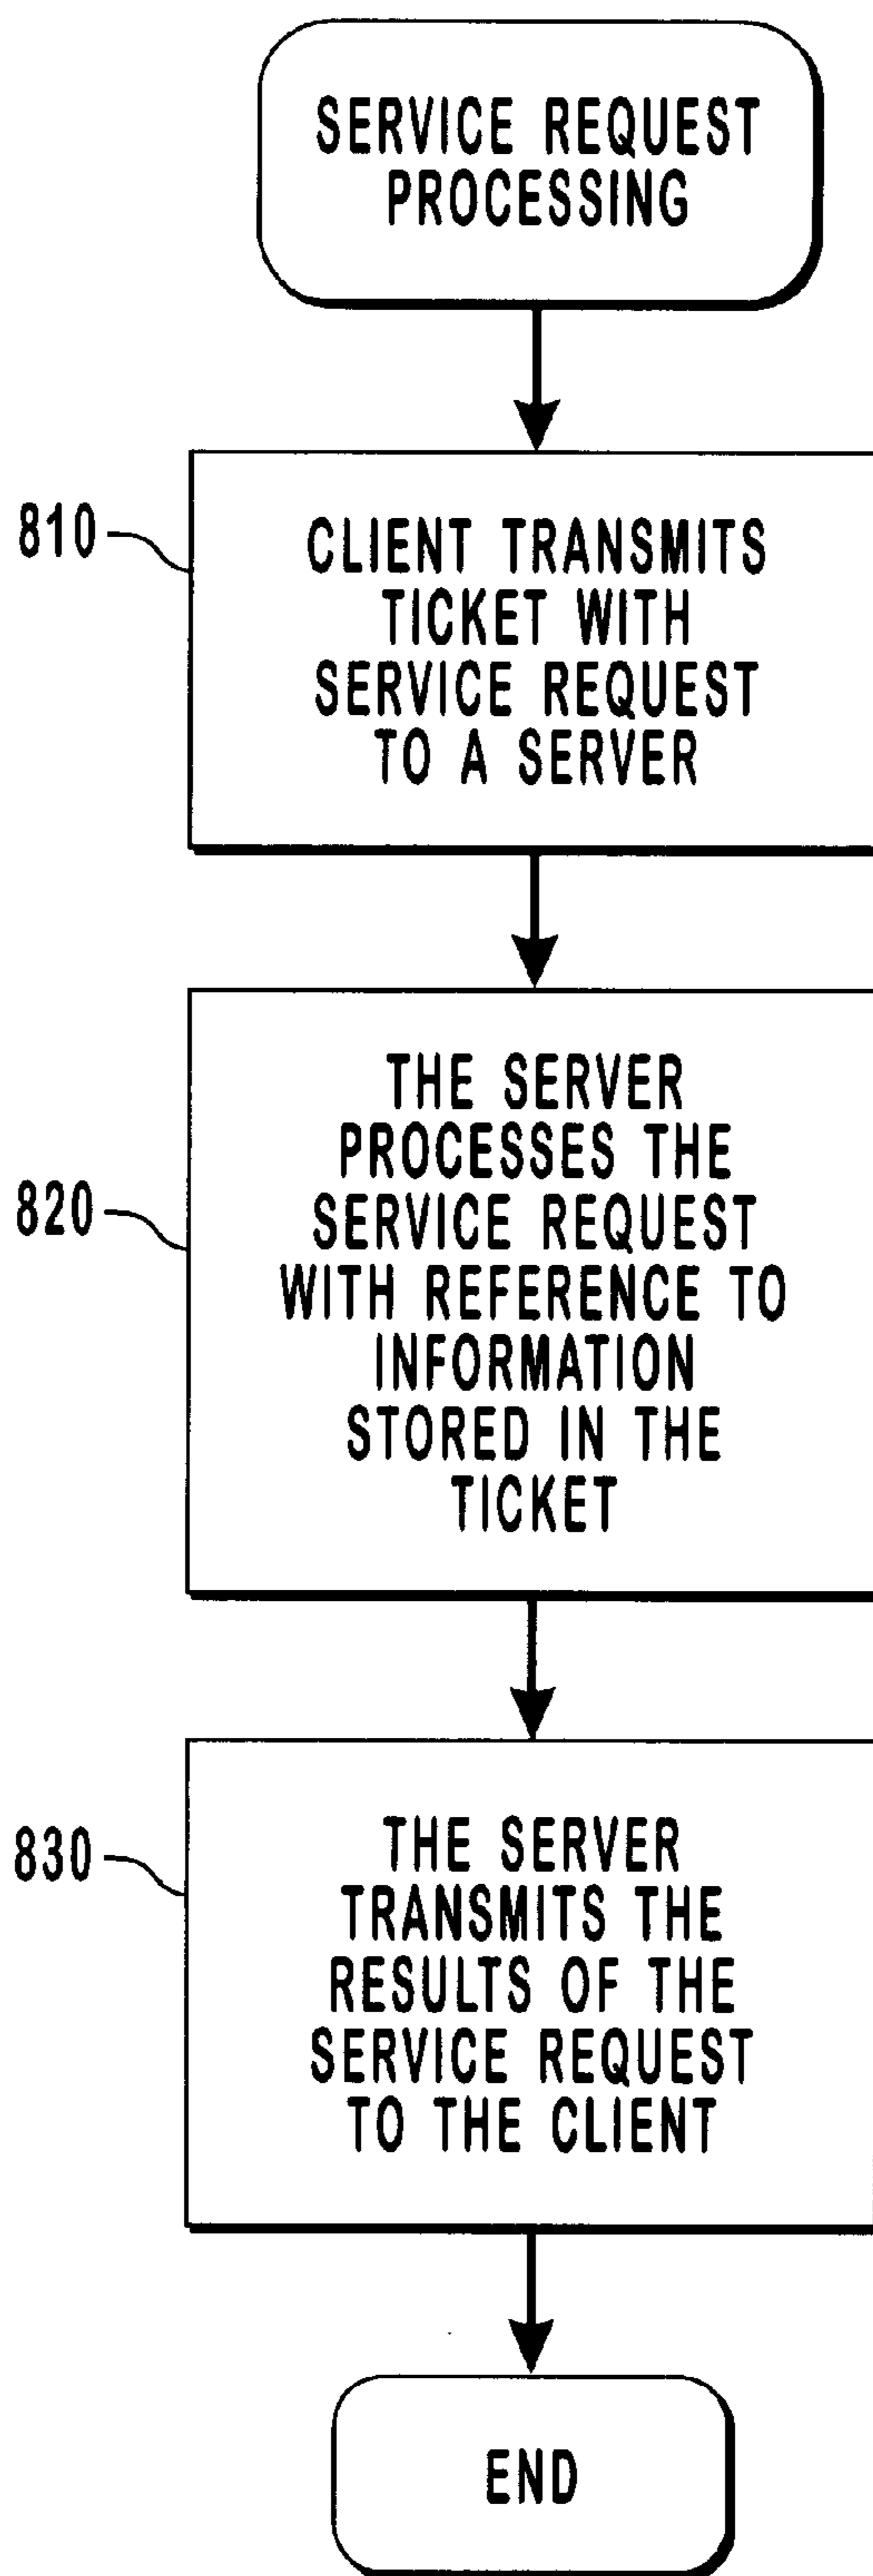 SERVICE REQUEST
PROCESSING
810
CLIENT TRANSMITS
TICKET WITH
SERVICE REQUEST
TO A SERVER
820
THE SERVER
PROCESSES THE
SERVICE REQUEST
WITH REFERENCE TO
INFORMATION
STORED IN THE
TICKET
830
THE SERVER
TRANSMITS THE
RESULTS OF THE
SERVICE REQUEST
TO THE CLIENT
END